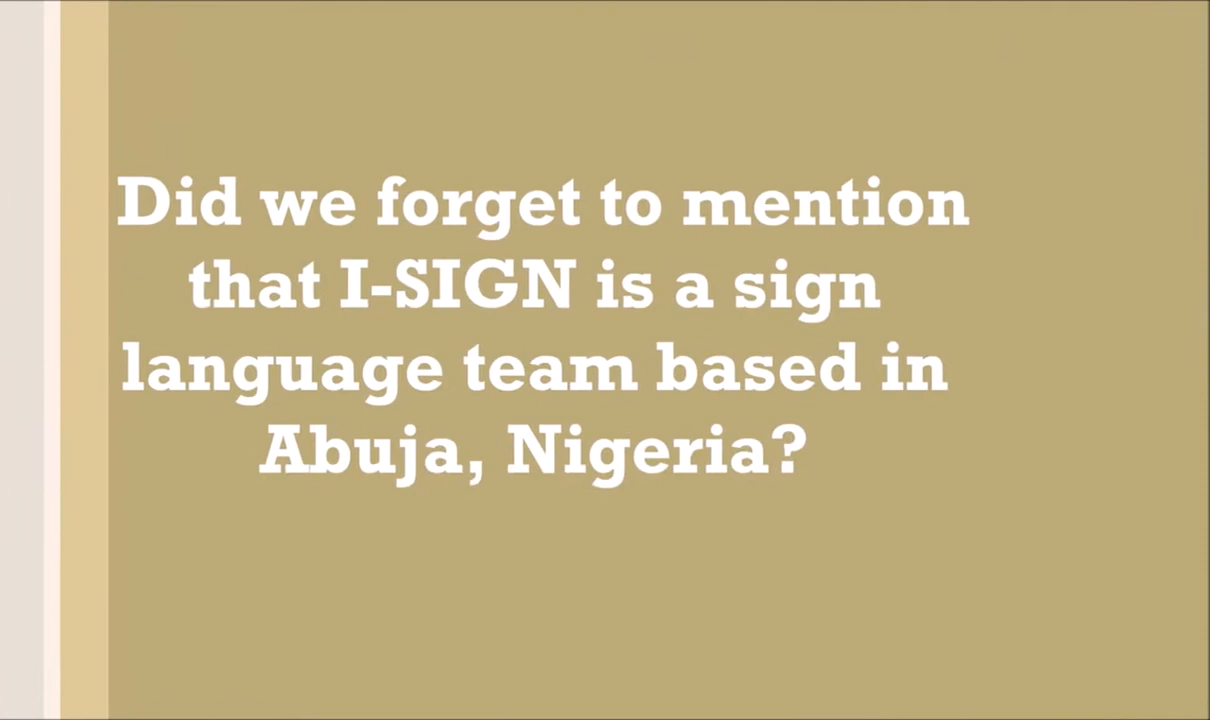 Did we forget to mention
that I-SIGN is a sign
language team based in
Abuja, Nigeria?